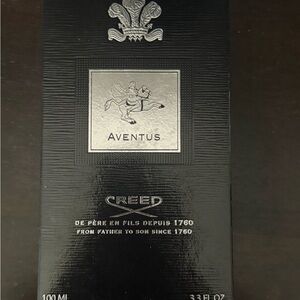 AVENTUS
CREED
DE PÈRE EN FILS DEPUIS 1760
FROM FATHER TO SON SINCE 1760
100 ML 3.3 FL OZ